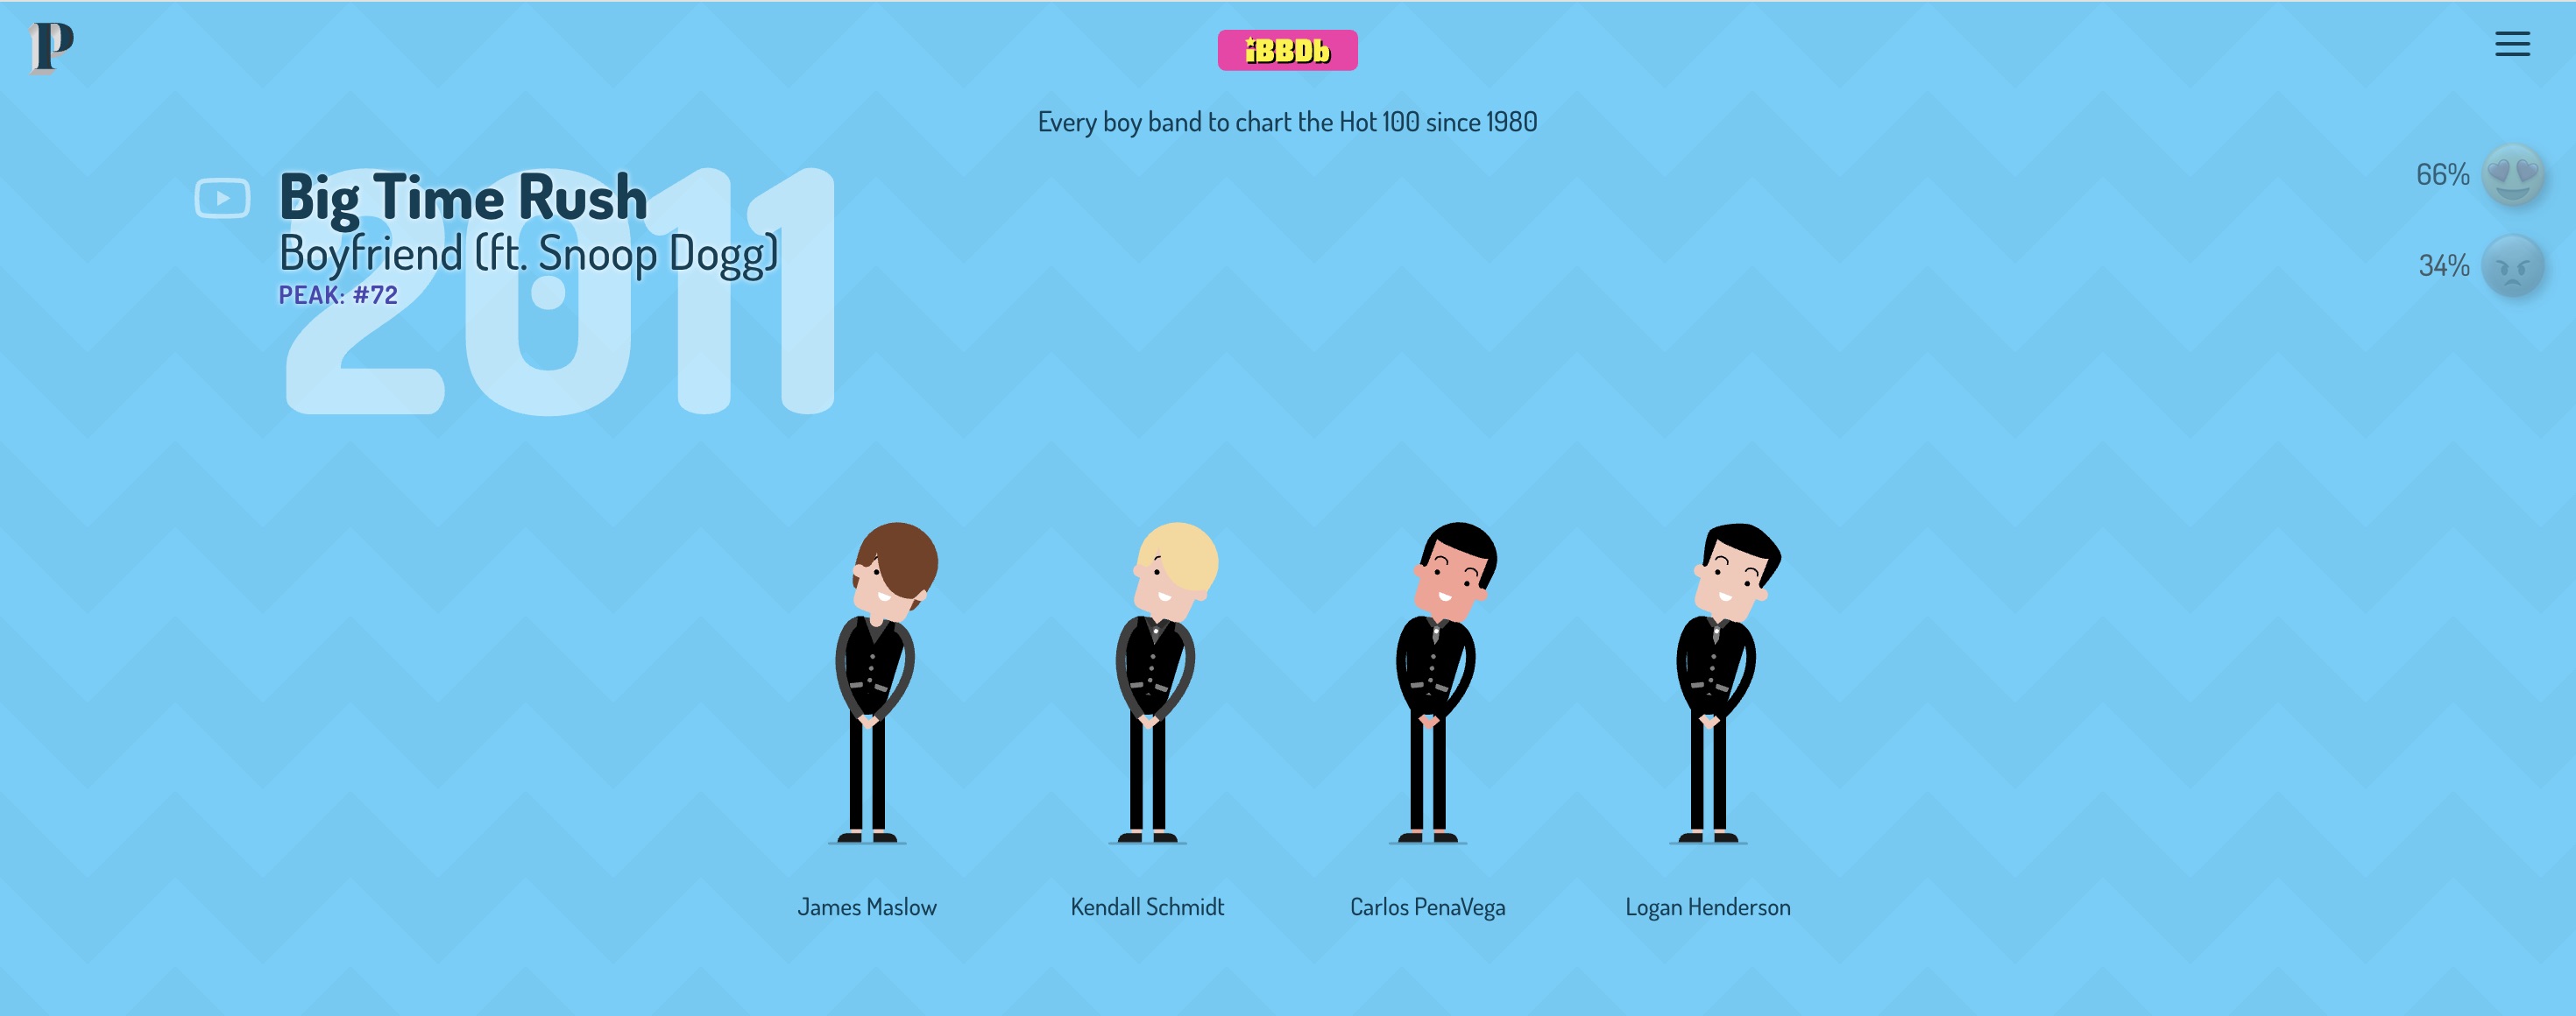 P
iBBDb
Every boy band to chart the Hot 100 since 1980
2011
Big Time Rush
Boyfriend (ft. Snoop Dogg)
PEAK: #72
66%
34%
James Maslow
Kendall Schmidt
Carlos PenaVega
Logan Henderson